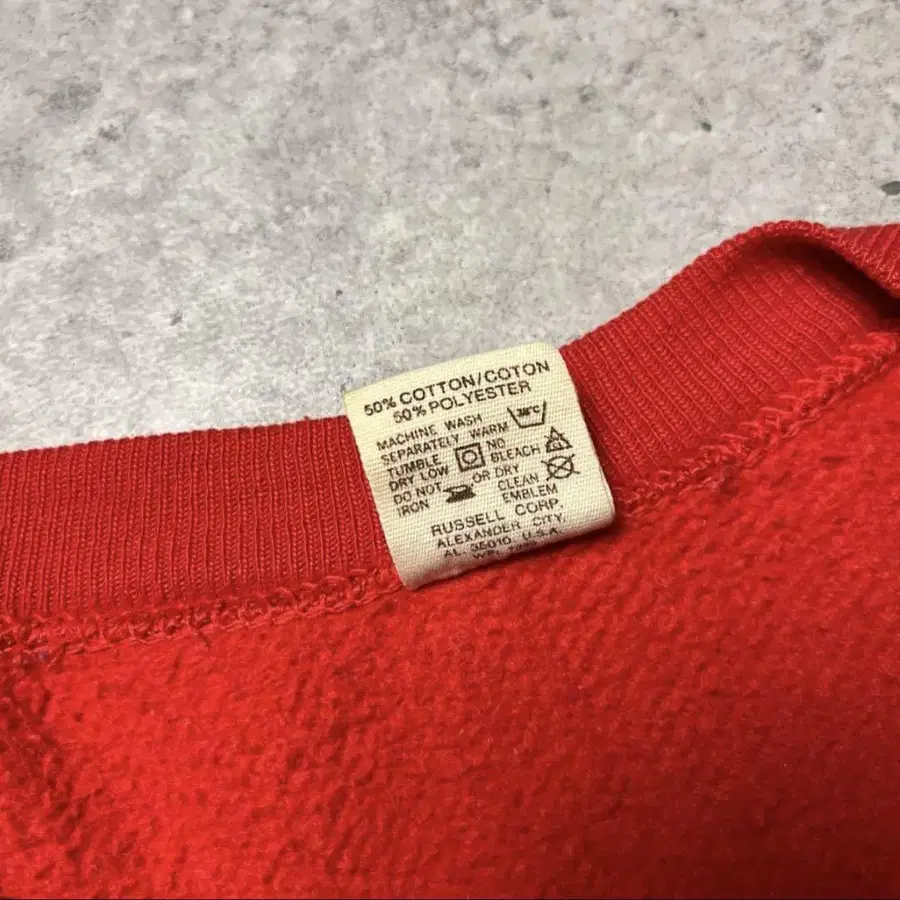 50% COTTON/COTON
50% POLYESTER
MACHINE WASH
SEPARATELY WARM
TUMBLE NO
DRY LOW BLEACH
DO NOT OR DRY
IRON CLEAN
EMBLEM
RUSSELL CORP.
ALEXANDER CITY,
AL. 35010, U.S.A.